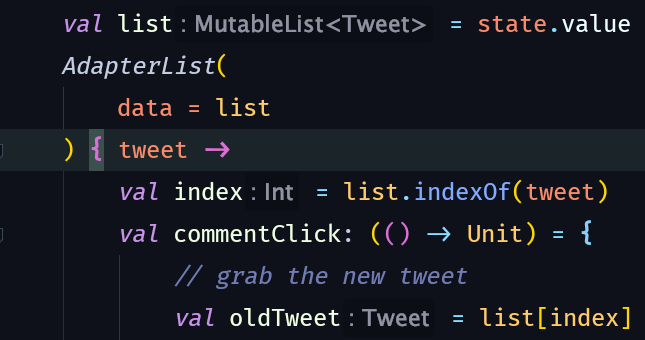 val list: MutableList<Tweet> = state.value
AdapterList(
data = list
) { tweet ->
val index: Int = list.indexOf(tweet)
val commentClick: (() -> Unit) = {
// grab the new tweet
val oldTweet: Tweet = list[index]